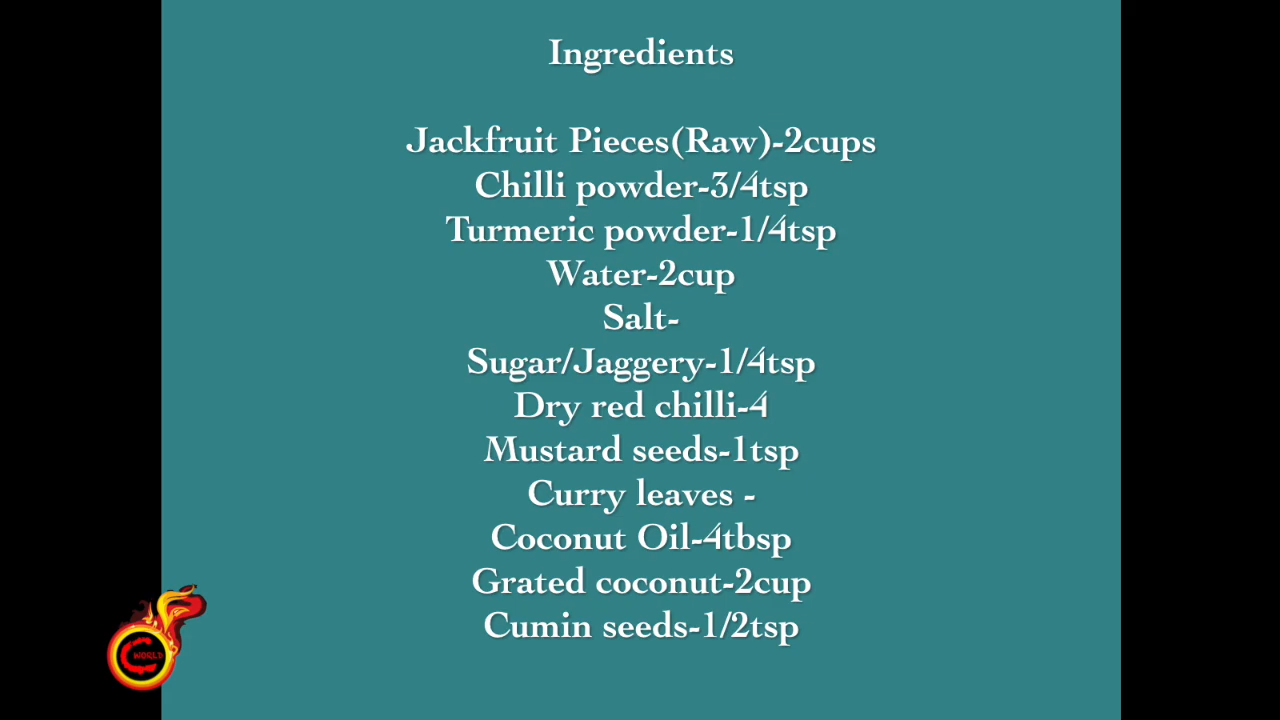 Ingredients
Jackfruit Pieces(Raw)-2cups
Chilli powder-3/4tsp
Turmeric powder-1/4tsp
Water-2cup
Salt-
Sugar/Jaggery-1/4tsp
Dry red chilli-4
Mustard seeds-1tsp
Curry leaves -
Coconut Oil-4tbsp
Grated coconut-2cup
Cumin seeds-1/2tsp
C WORLD